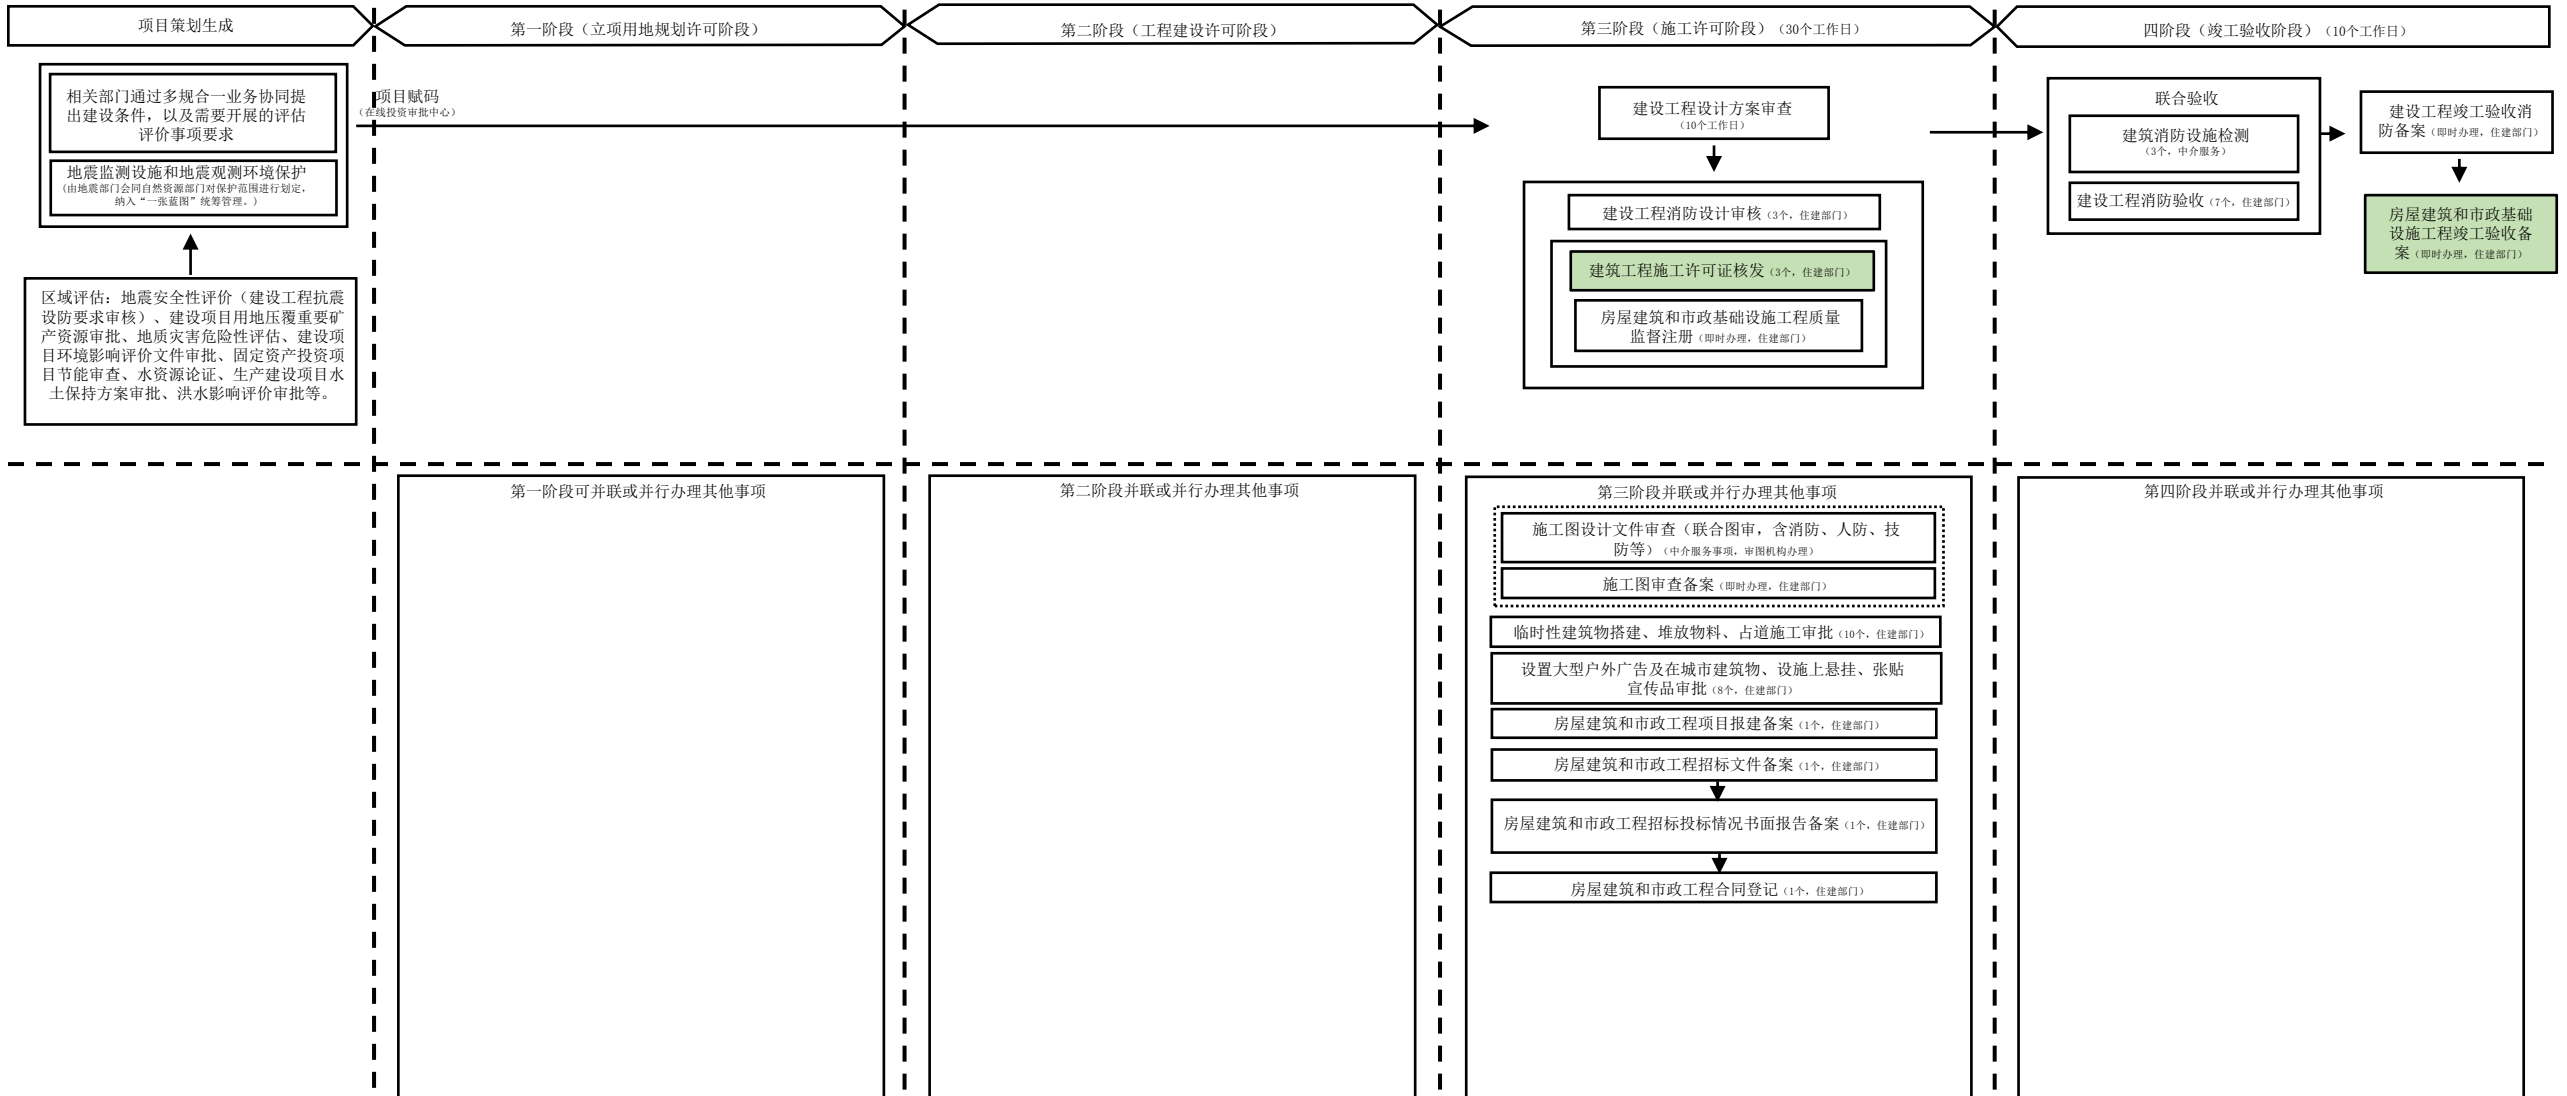 项目策划生成
第一阶段（立项用地规划许可阶段）
第二阶段（工程建设许可阶段）
第三阶段（施工许可阶段）（30个工作日）
四阶段（竣工验收阶段）（10个工作日）
相关部门通过多规合一业务协同提
出建设条件，以及需要开展的评估
评价事项要求
地震监测设施和地震观测环境保护
(由地震部门会同自然资源部门对保护范围进行划定，
纳入“一张蓝图”统筹管理。)
区域评估：地震安全性评价（建设工程抗震
设防要求审核）、建设项目用地压覆重要矿
产资源审批、地质灾害危险性评估、建设项
目环境影响评价文件审批、固定资产投资项
目节能审查、水资源论证、生产建设项目水
土保持方案审批、洪水影响评价审批等。
项目赋码
（在线投资审批中心）
建设工程设计方案审查
（10个工作日）
建设工程消防设计审核（3个，住建部门）
建筑工程施工许可证核发（3个，住建部门）
房屋建筑和市政基础设施工程质量
监督注册（即时办理，住建部门）
联合验收
建筑消防设施检测
（3个，中介服务）
建设工程消防验收（7个，住建部门）
建设工程竣工验收消
防备案（即时办理，住建部门）
房屋建筑和市政基础
设施工程竣工验收备
案（即时办理，住建部门）
第一阶段可并联或并行办理其他事项
第二阶段并联或并行办理其他事项
第三阶段并联或并行办理其他事项
施工图设计文件审查（联合图审，含消防、人防、技
防等）（中介服务事项，审图机构办理）
施工图审查备案（即时办理，住建部门）
临时性建筑物搭建、堆放物料、占道施工审批（10个，住建部门）
设置大型户外广告及在城市建筑物、设施上悬挂、张贴
宣传品审批（8个，住建部门）
房屋建筑和市政工程项目报建备案（1个，住建部门）
房屋建筑和市政工程招标文件备案（1个，住建部门）
房屋建筑和市政工程招标投标情况书面报告备案（1个，住建部门）
房屋建筑和市政工程合同登记（1个，住建部门）
第四阶段并联或并行办理其他事项